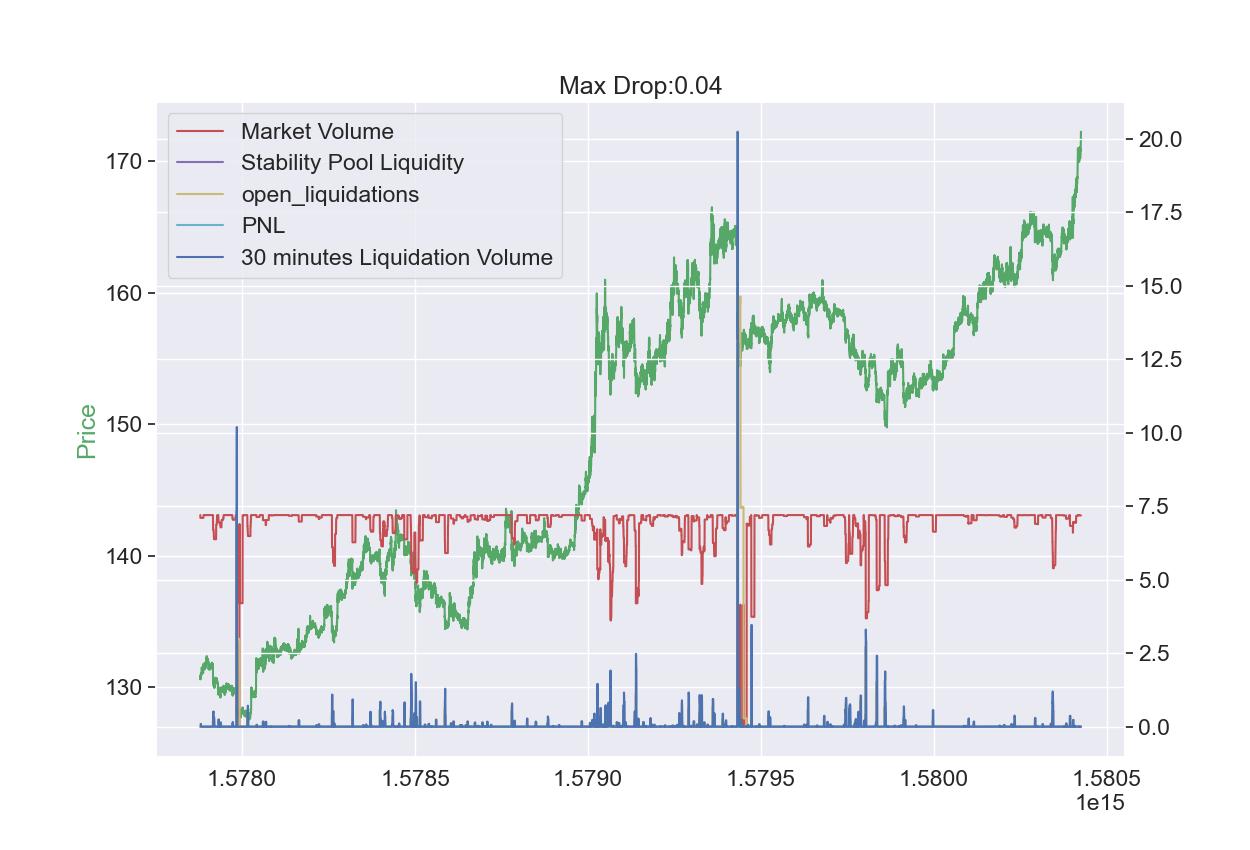 Max Drop:0.04
Market Volume
Stability Pool Liquidity
open_liquidations
PNL
30 minutes Liquidation Volume
Price
170
160
150
140
130
20.0
17.5
15.0
12.5
10.0
7.5
5.0
2.5
0.0
1.5780 1.5785 1.5790 1.5795 1.5800 1.5805
1e15